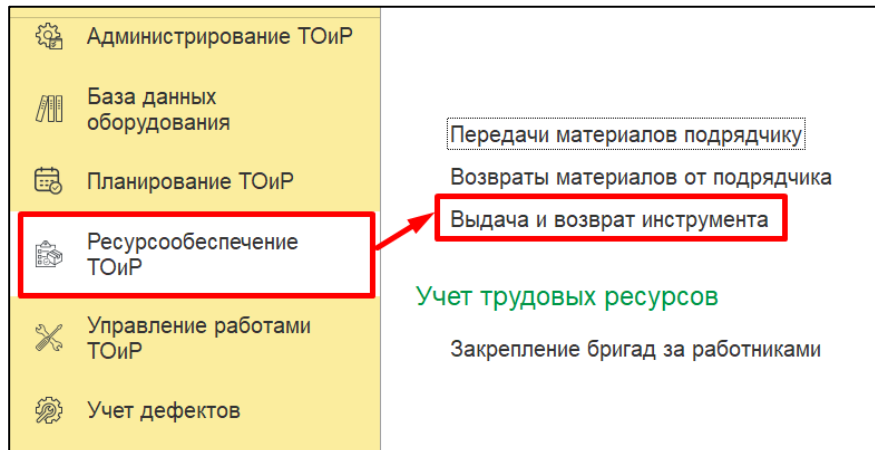 Администрирование ТОиР
База данных
оборудования
Планирование ТОиР
Ресурсообеспечение
ТОиР
Управление работами
ТОиР
Учет дефектов
Передачи материалов подрядчику
Возвраты материалов от подрядчика
Выдача и возврат инструмента
Учет трудовых ресурсов
Закрепление бригад за работниками